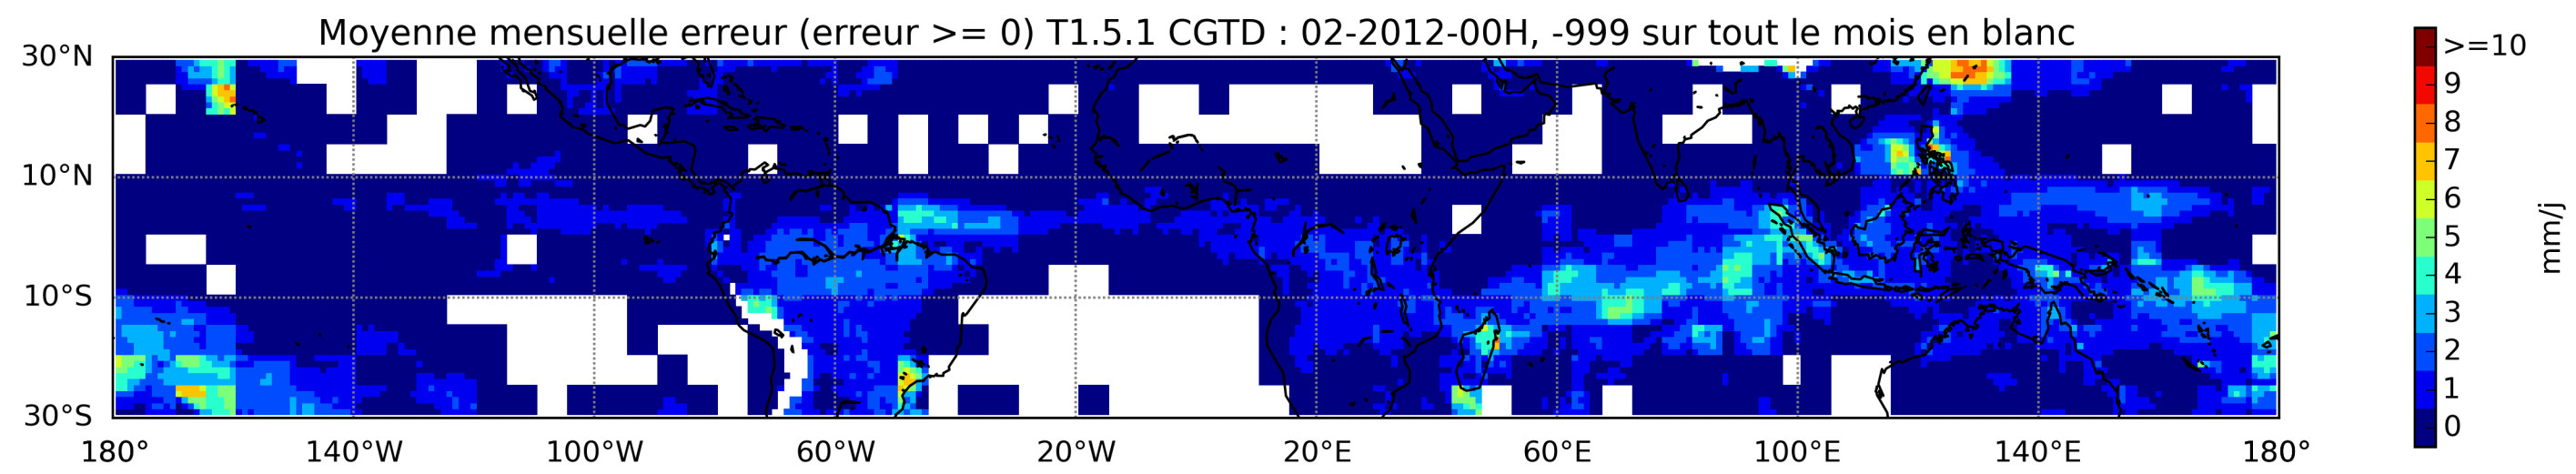 Moyenne mensuelle erreur (erreur >= 0) T1.5.1 CGTD : 02-2012-00H, -999 sur tout le mois en blanc
30°N
10°N
10°S
30°S
180° 140°W 100°W 60°W 20°W 20°E 60°E 100°E 140°E 180°
>=10
9
8
7
6
5
4
3
2
1
0
mm/j